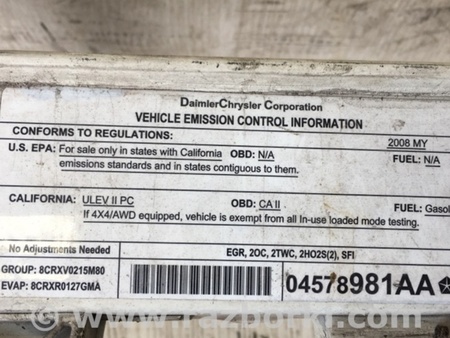 DaimlerChrysler Corporation
VEHICLE EMISSION CONTROL INFORMATION
CONFORMS TO REGULATIONS: 2008 MY
U.S. EPA: For sale only in states with California OBD: N/A FUEL: N/A
emissions standards and in states contiguous to them.
CALIFORNIA: ULEV II PC OBD: CA II FUEL: Gasol
If 4X4/AWD equipped, vehicle is exempt from all In-use loaded mode testing.
No Adjustments Needed EGR, 2OC, 2TWC, 2HO2S(2), SFI
GROUP: 8CRXV0215M80
EVAP: 8CRXR0127GMA 04578981AA
www.razborki.com